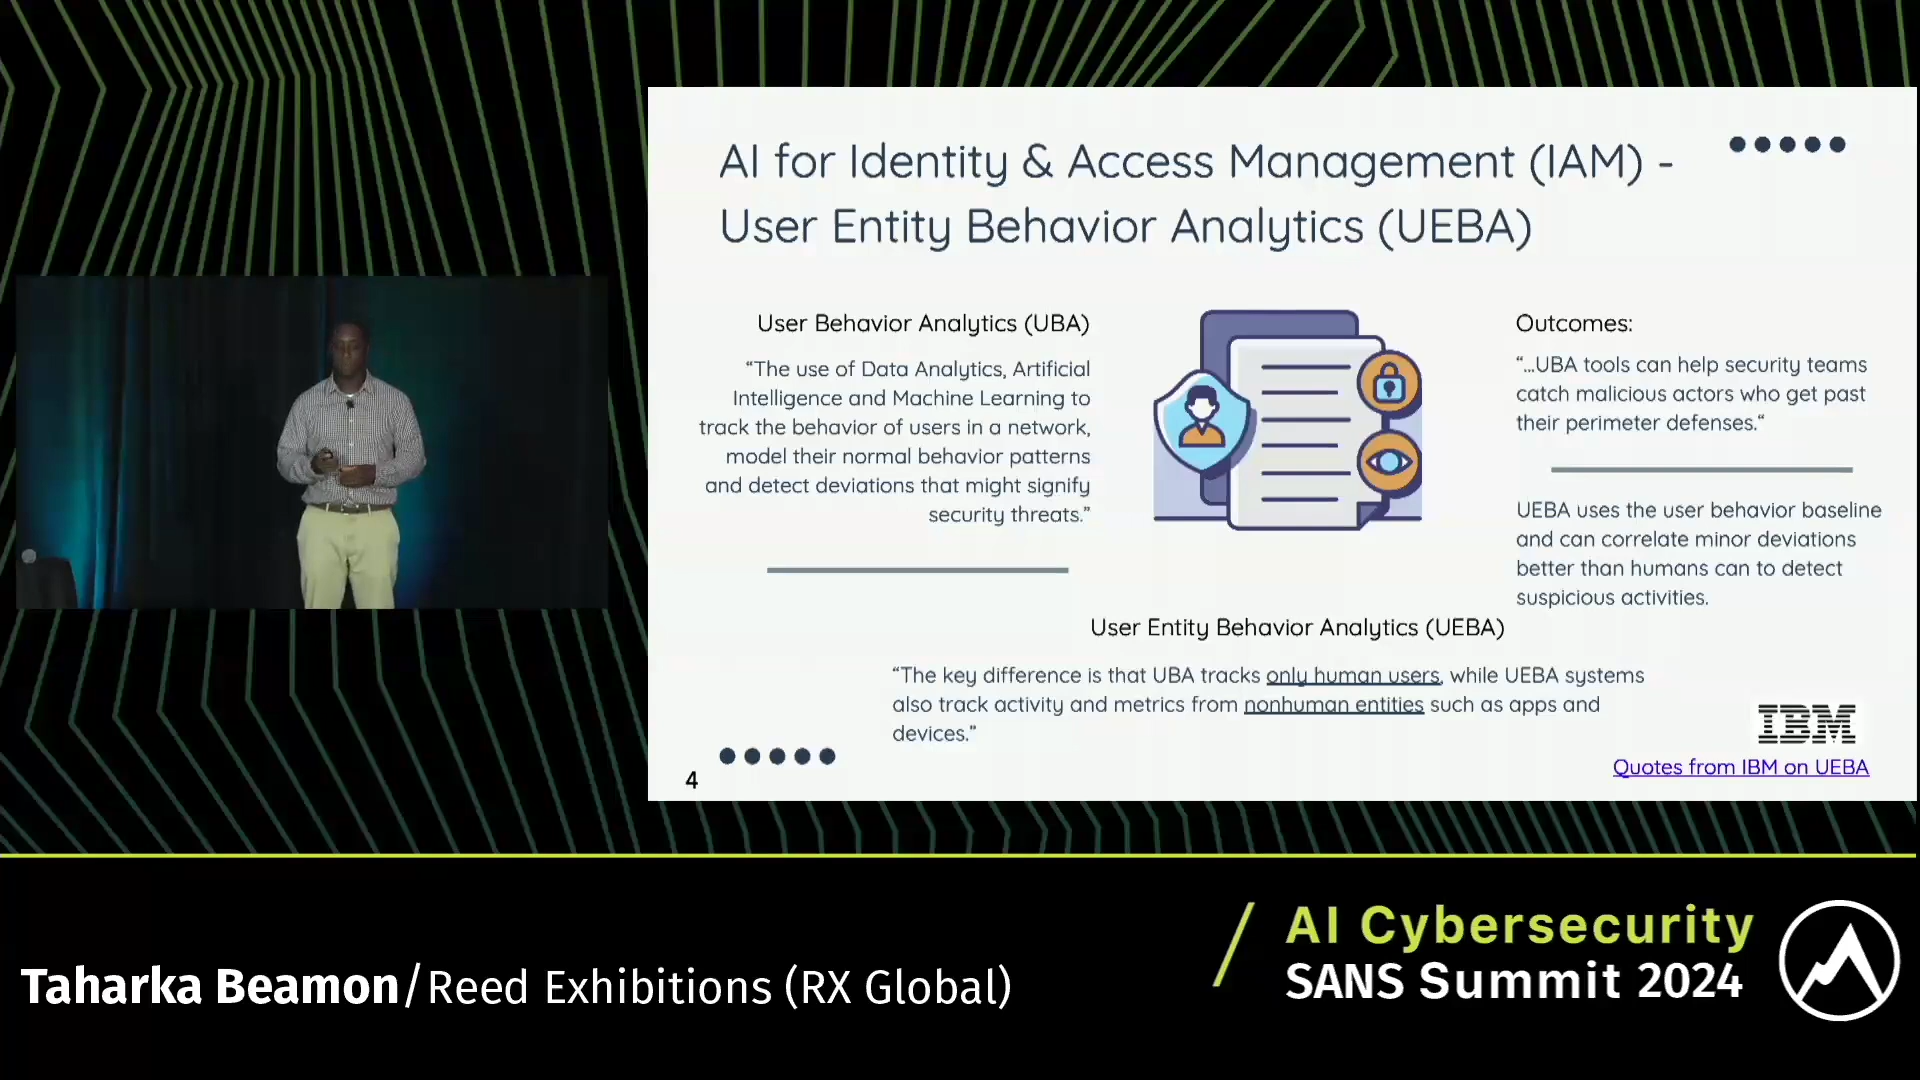 AI for Identity & Access Management (IAM) -
User Entity Behavior Analytics (UEBA)
User Behavior Analytics (UBA)
“The use of Data Analytics, Artificial
Intelligence and Machine Learning to
track the behavior of users in a network,
model their normal behavior patterns
and detect deviations that might signify
security threats.”
Outcomes:
“...UBA tools can help security teams
catch malicious actors who get past
their perimeter defenses.“
UEBA uses the user behavior baseline
and can correlate minor deviations
better than humans can to detect
suspicious activities.
User Entity Behavior Analytics (UEBA)
“The key difference is that UBA tracks only human users, while UEBA systems
also track activity and metrics from nonhuman entities such as apps and
devices.”
IBM
Quotes from IBM on UEBA
4
Taharka Beamon/Reed Exhibitions (RX Global)
AI Cybersecurity
SANS Summit 2024